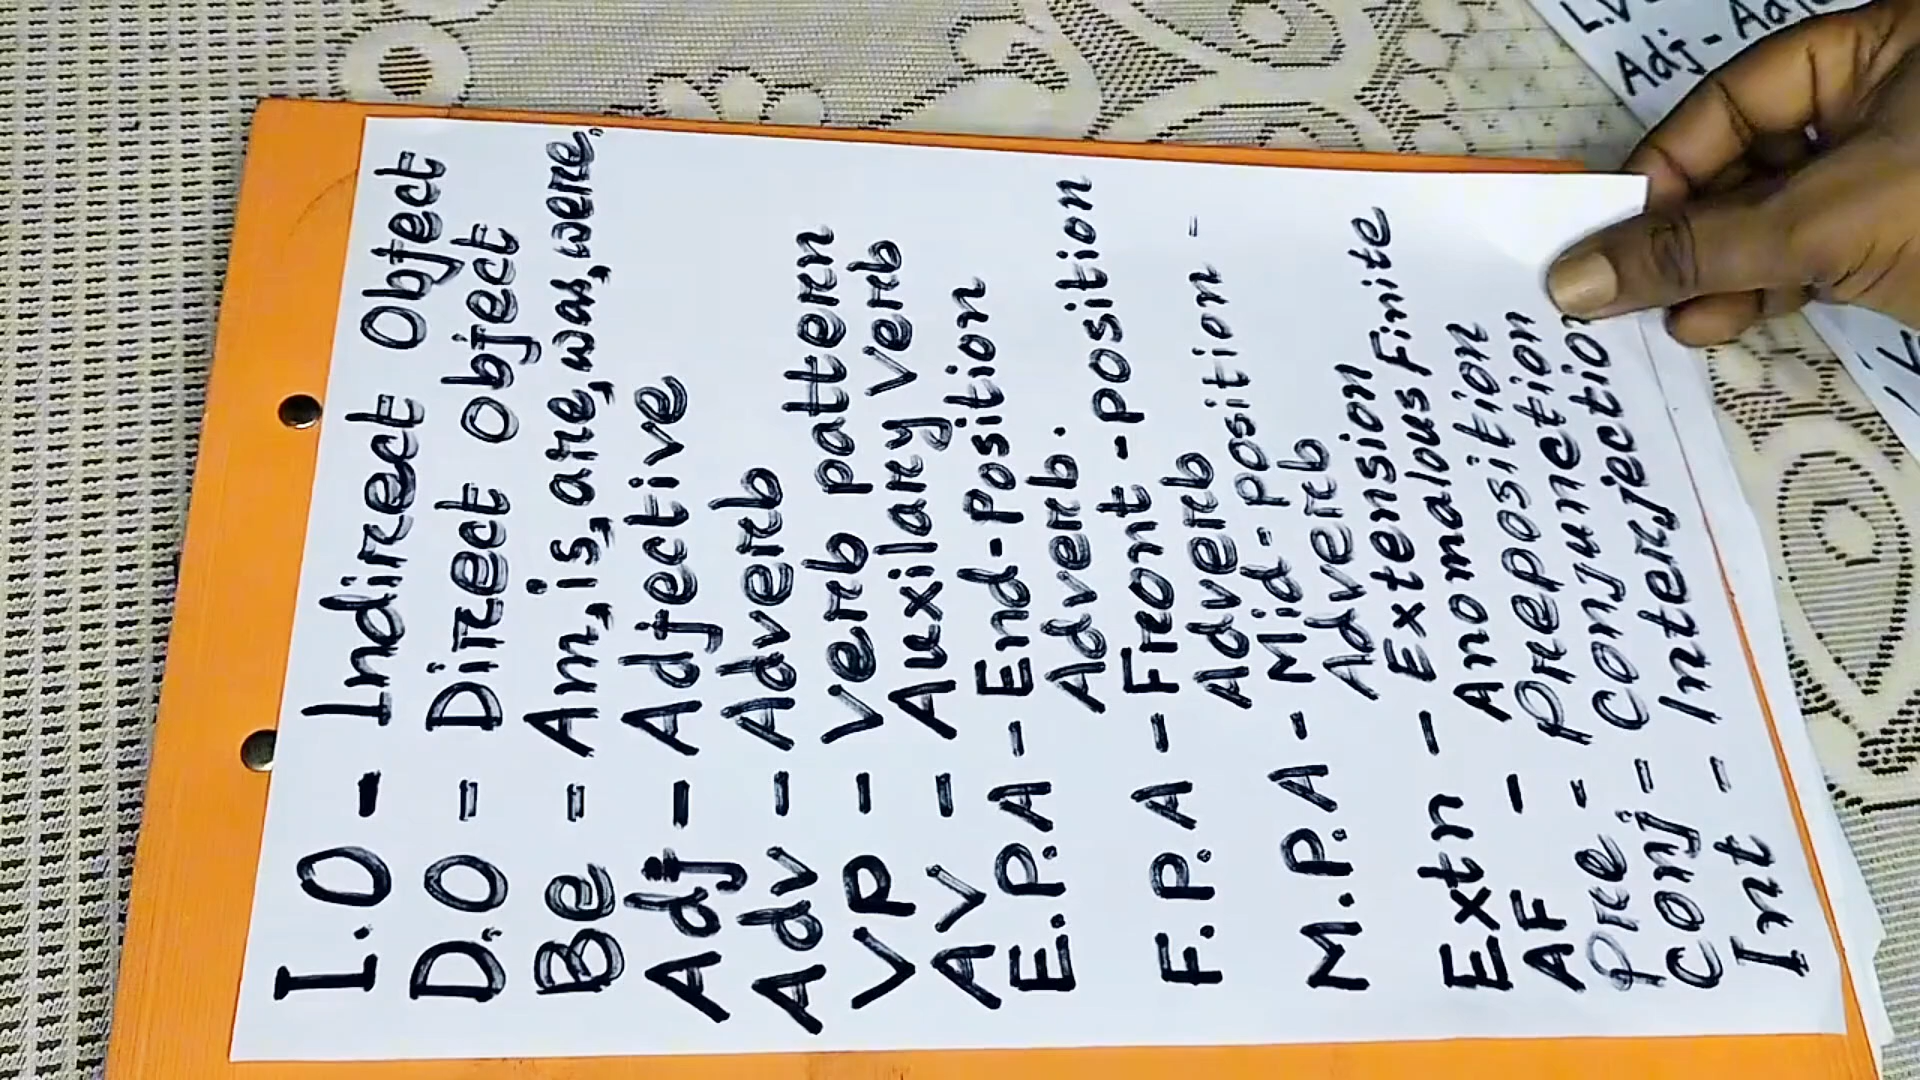 I.O - Indirect Object
D.O - Direct Object
Be - Am, is, are, was, were.
Adj - Adjective
Adv - Adverb
VP - Verb pattern
AV - Auxilary verb
E.P.A - End-Position
Adverb.
F.P.A - Front-position
Adverb
M.P.A - Mid-position -
Adverb
Extn - Extension
AF - Anomalous Finite
Pre - Preposition
Conj - Conjunction
Int - Interjection
L.V
Adj -